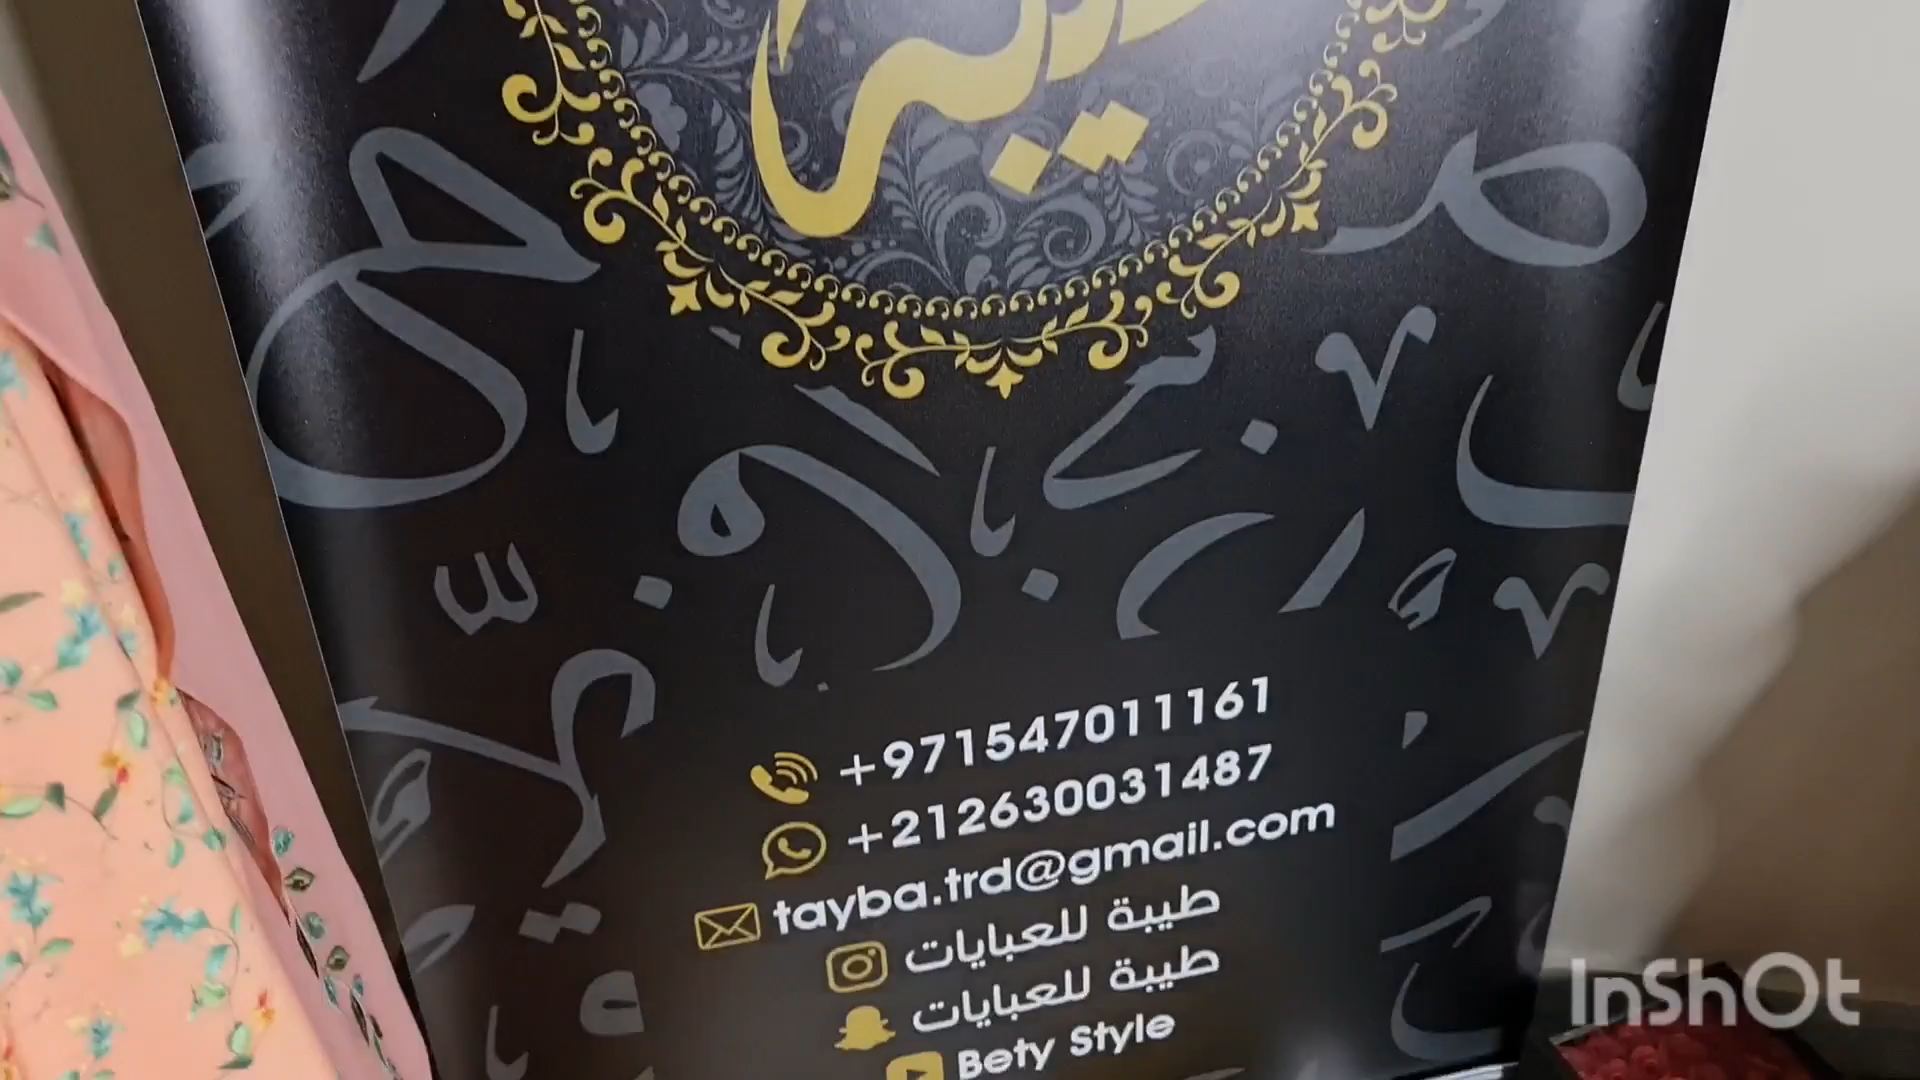 +971547011161
+212630031487
tayba.trd@gmail.com
طيبة للعبايات
طيبة للعبايات
Bety Style
InShOt